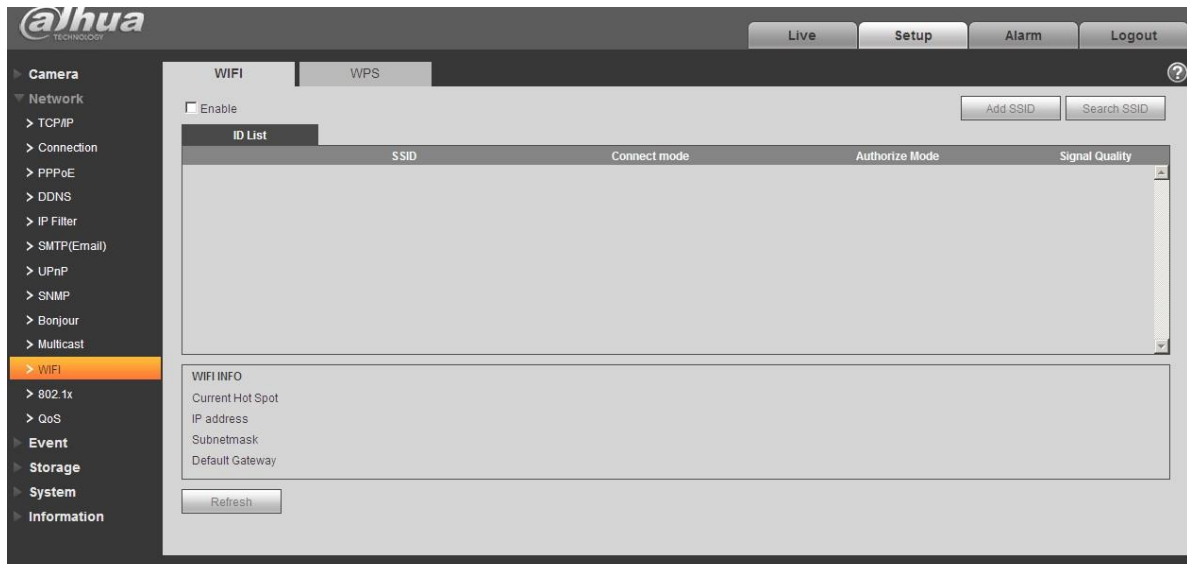 alhua
TECHNOLOGY
Live Setup Alarm Logout
Camera
Network
> TCP/IP
> Connection
> PPPoE
> DDNS
> IP Filter
> SMTP(Email)
> UPnP
> SNMP
> Bonjour
> Multicast
> WIFI
> 802.1x
> QoS
Event
Storage
System
Information
WIFI WPS
?
Enable Add SSID Search SSID
ID List
SSID Connect mode Authorize Mode Signal Quality
WIFI INFO
Current Hot Spot
IP address
Subnetmask
Default Gateway
Refresh